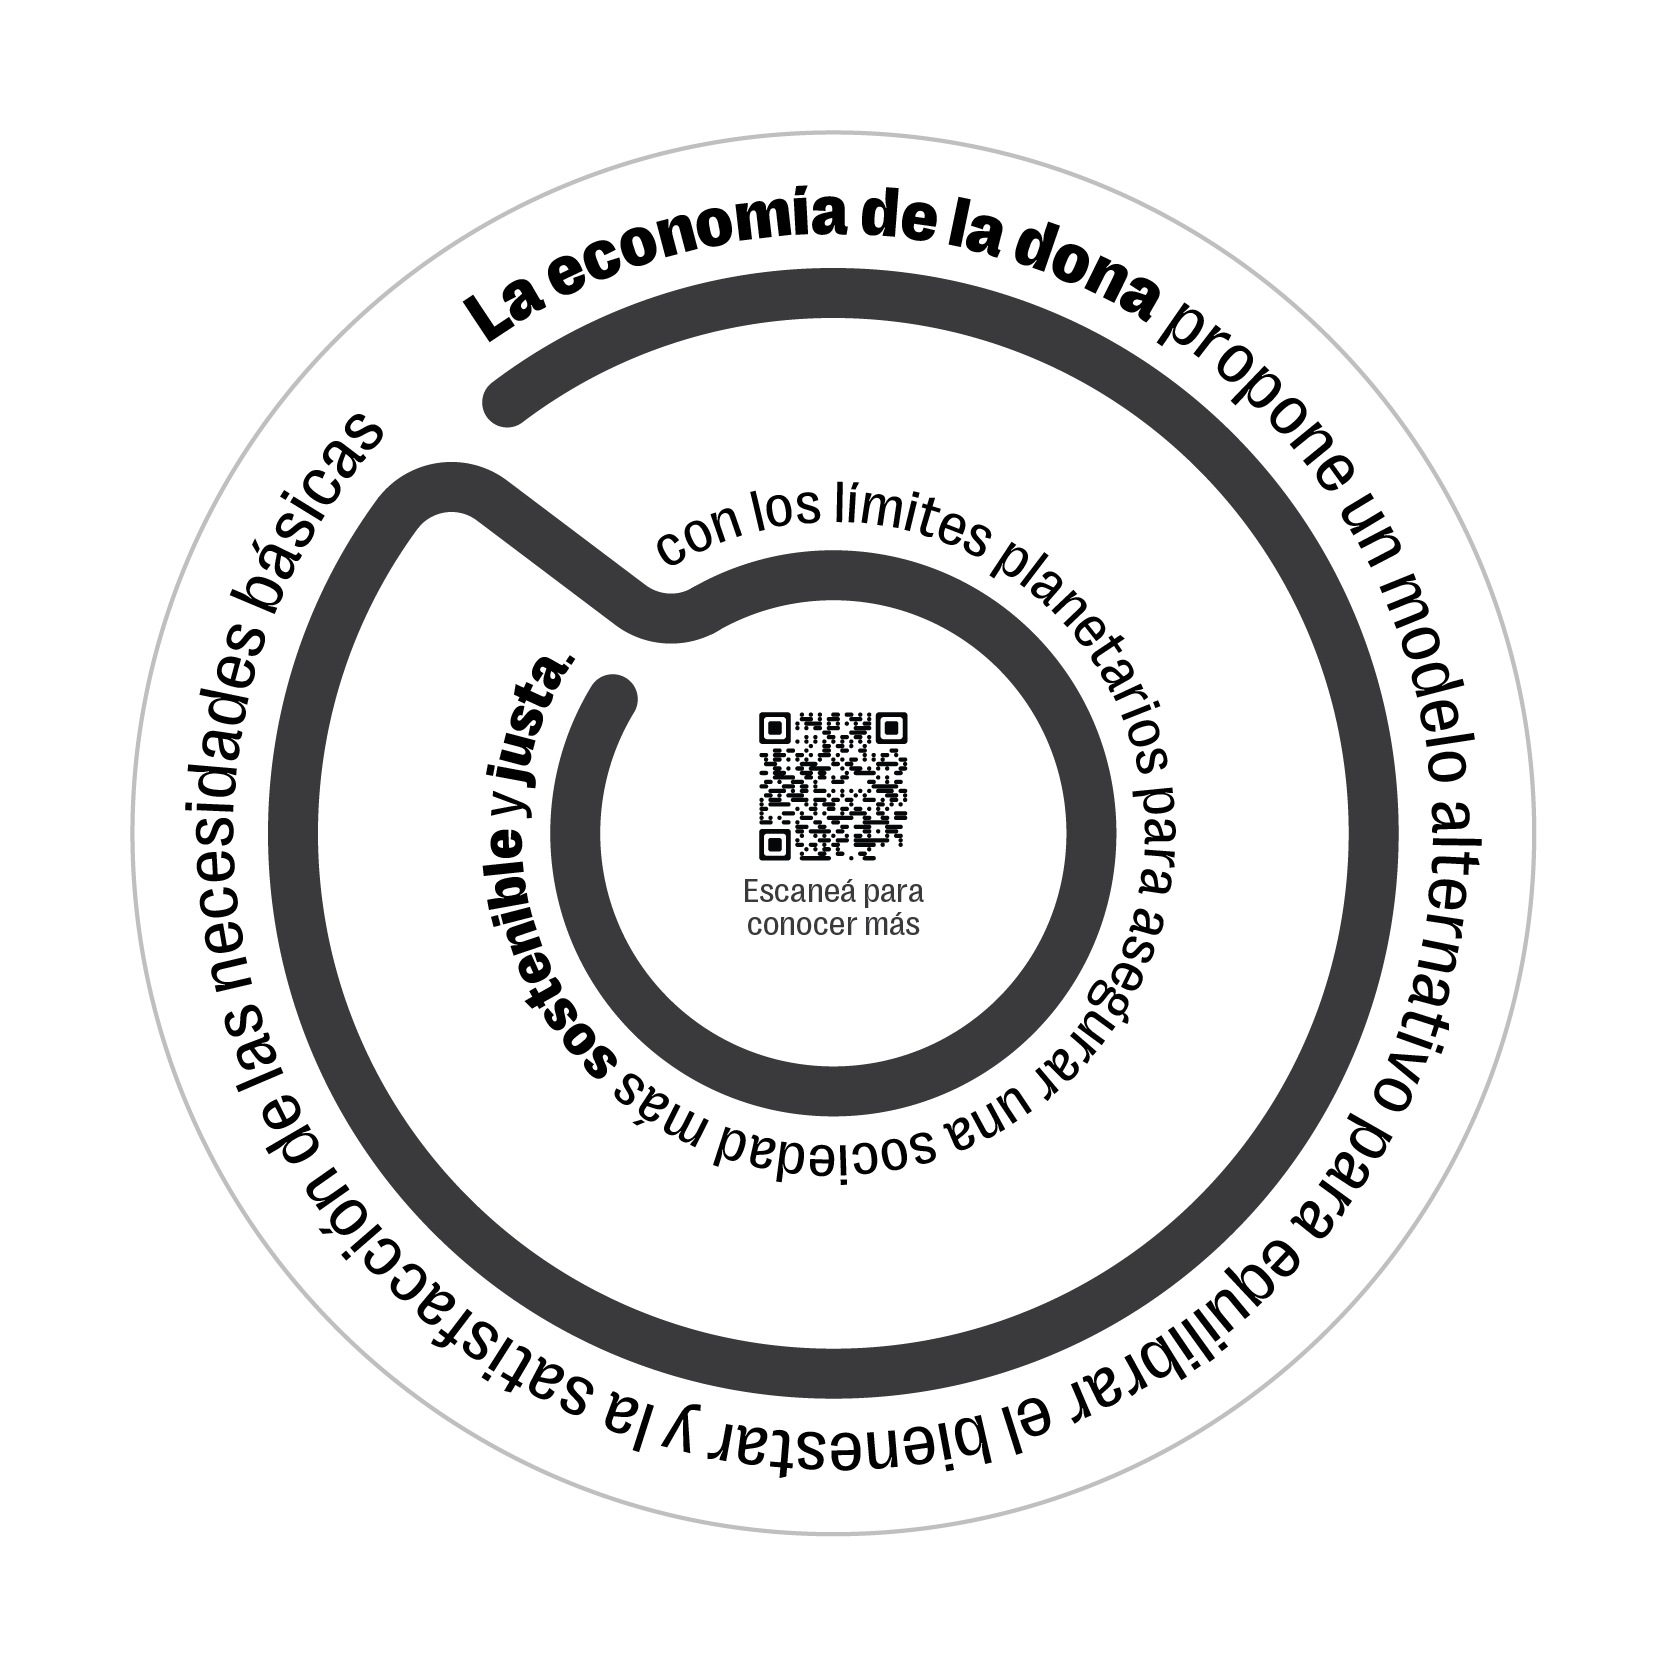 La economía de la dona propone un modelo alternativo para equilibrar el bienestar y la satisfacción de las necesidades básicas
con los límites planetarios para asegurar una sociedad más sostenible y justa.
Escaneá para
conocer más